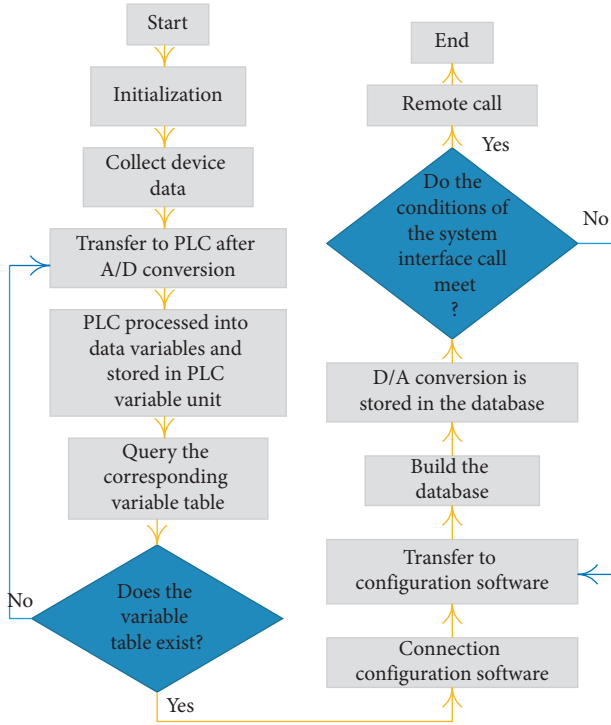 Start
Initialization
Collect device
data
Transfer to PLC after
A/D conversion
PLC processed into
data variables and
stored in PLC
variable unit
Query the
corresponding
variable table
Does the
variable
table exist?
No
Yes
End
Remote call
Yes
Do the
conditions of
the system
interface call
meet
?
No
D/A conversion is
stored in the database
Build the
database
Transfer to
configuration software
Connection
configuration software